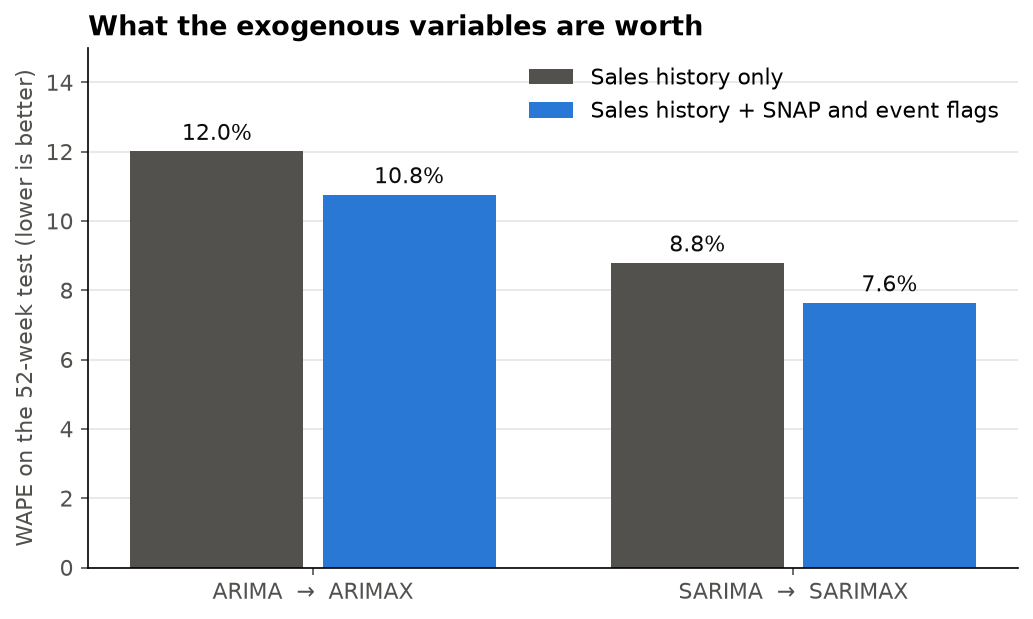 What the exogenous variables are worth
WAPE on the 52-week test (lower is better)
14
12
10
8
6
4
2
0
Sales history only
Sales history + SNAP and event flags
12.0%
10.8%
8.8%
7.6%
ARIMA → ARIMAX
SARIMA → SARIMAX